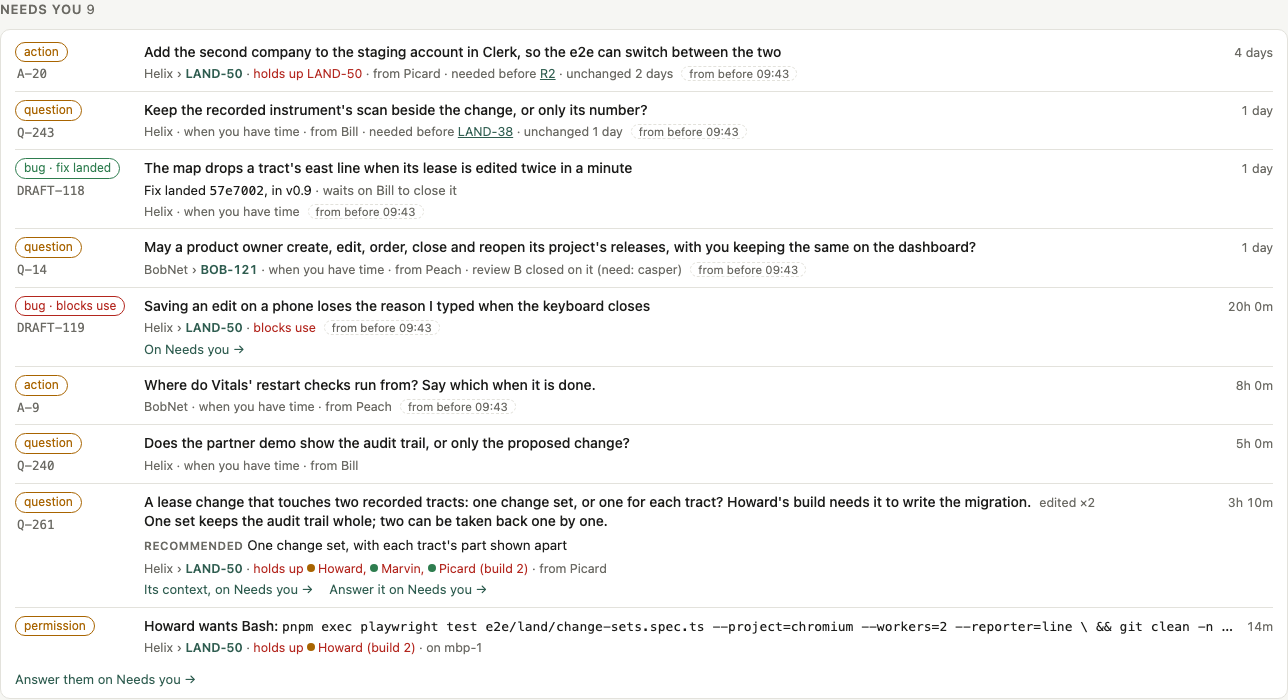 NEEDS YOU 9
action
Add the second company to the staging account in Clerk, so the e2e can switch between the two
4 days
A-20
Helix › LAND-50 · holds up LAND-50 · from Picard · needed before R2 · unchanged 2 days from before 09:43
question
Keep the recorded instrument's scan beside the change, or only its number?
1 day
Q-243
Helix · when you have time · from Bill · needed before LAND-38 · unchanged 1 day from before 09:43
bug · fix landed
The map drops a tract's east line when its lease is edited twice in a minute
1 day
DRAFT-118
Fix landed 57e7002, in v0.9 · waits on Bill to close it
Helix · when you have time from before 09:43
question
May a product owner create, edit, order, close and reopen its project's releases, with you keeping the same on the dashboard?
1 day
Q-14
BobNet › BOB-121 · when you have time · from Peach · review B closed on it (need: casper) from before 09:43
bug · blocks use
Saving an edit on a phone loses the reason I typed when the keyboard closes
20h 0m
DRAFT-119
Helix › LAND-50 · blocks use from before 09:43
On Needs you →
action
Where do Vitals' restart checks run from? Say which when it is done.
8h 0m
A-9
BobNet · when you have time · from Peach from before 09:43
question
Does the partner demo show the audit trail, or only the proposed change?
5h 0m
Q-240
Helix · when you have time · from Bill
question
A lease change that touches two recorded tracts: one change set, or one for each tract? Howard's build needs it to write the migration. edited ×2
3h 10m
Q-261
One set keeps the audit trail whole; two can be taken back one by one.
RECOMMENDED One change set, with each tract's part shown apart
Helix › LAND-50 · holds up Howard, Marvin, Picard (build 2) · from Picard
Its context, on Needs you → Answer it on Needs you →
permission
Howard wants Bash: pnpm exec playwright test e2e/land/change-sets.spec.ts --project=chromium --workers=2 --reporter=line \ && git clean -n …
14m
Helix › LAND-50 · holds up Howard (build 2) · on mbp-1
Answer them on Needs you →